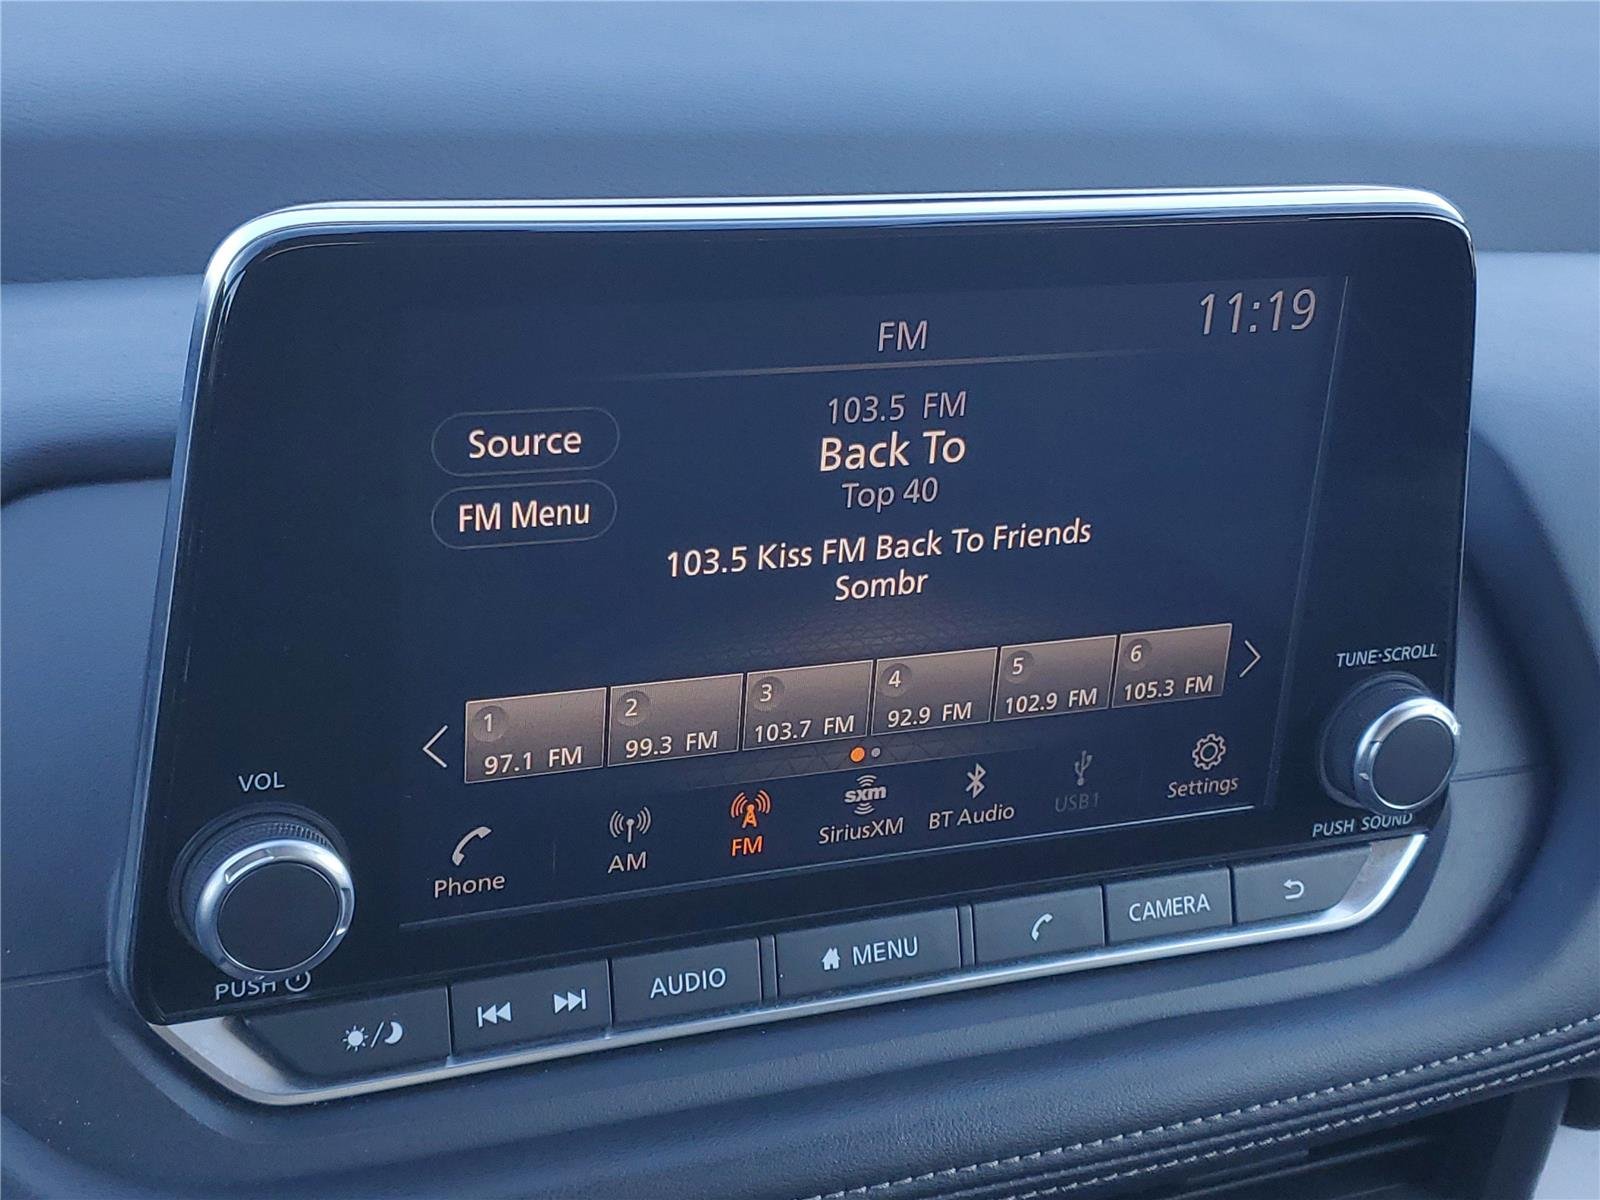 FM
11:19
103.5 FM
Back To
Top 40
Source
FM Menu
103.5 Kiss FM Back To Friends
Sombr
1
97.1 FM
2
99.3 FM
3
103.7 FM
4
92.9 FM
5
102.9 FM
6
105.3 FM
Phone
AM
FM
sxm
SiriusXM
BT Audio
USB1
Settings
VOL
PUSH
TUNE·SCROLL
PUSH SOUND
AUDIO
MENU
CAMERA